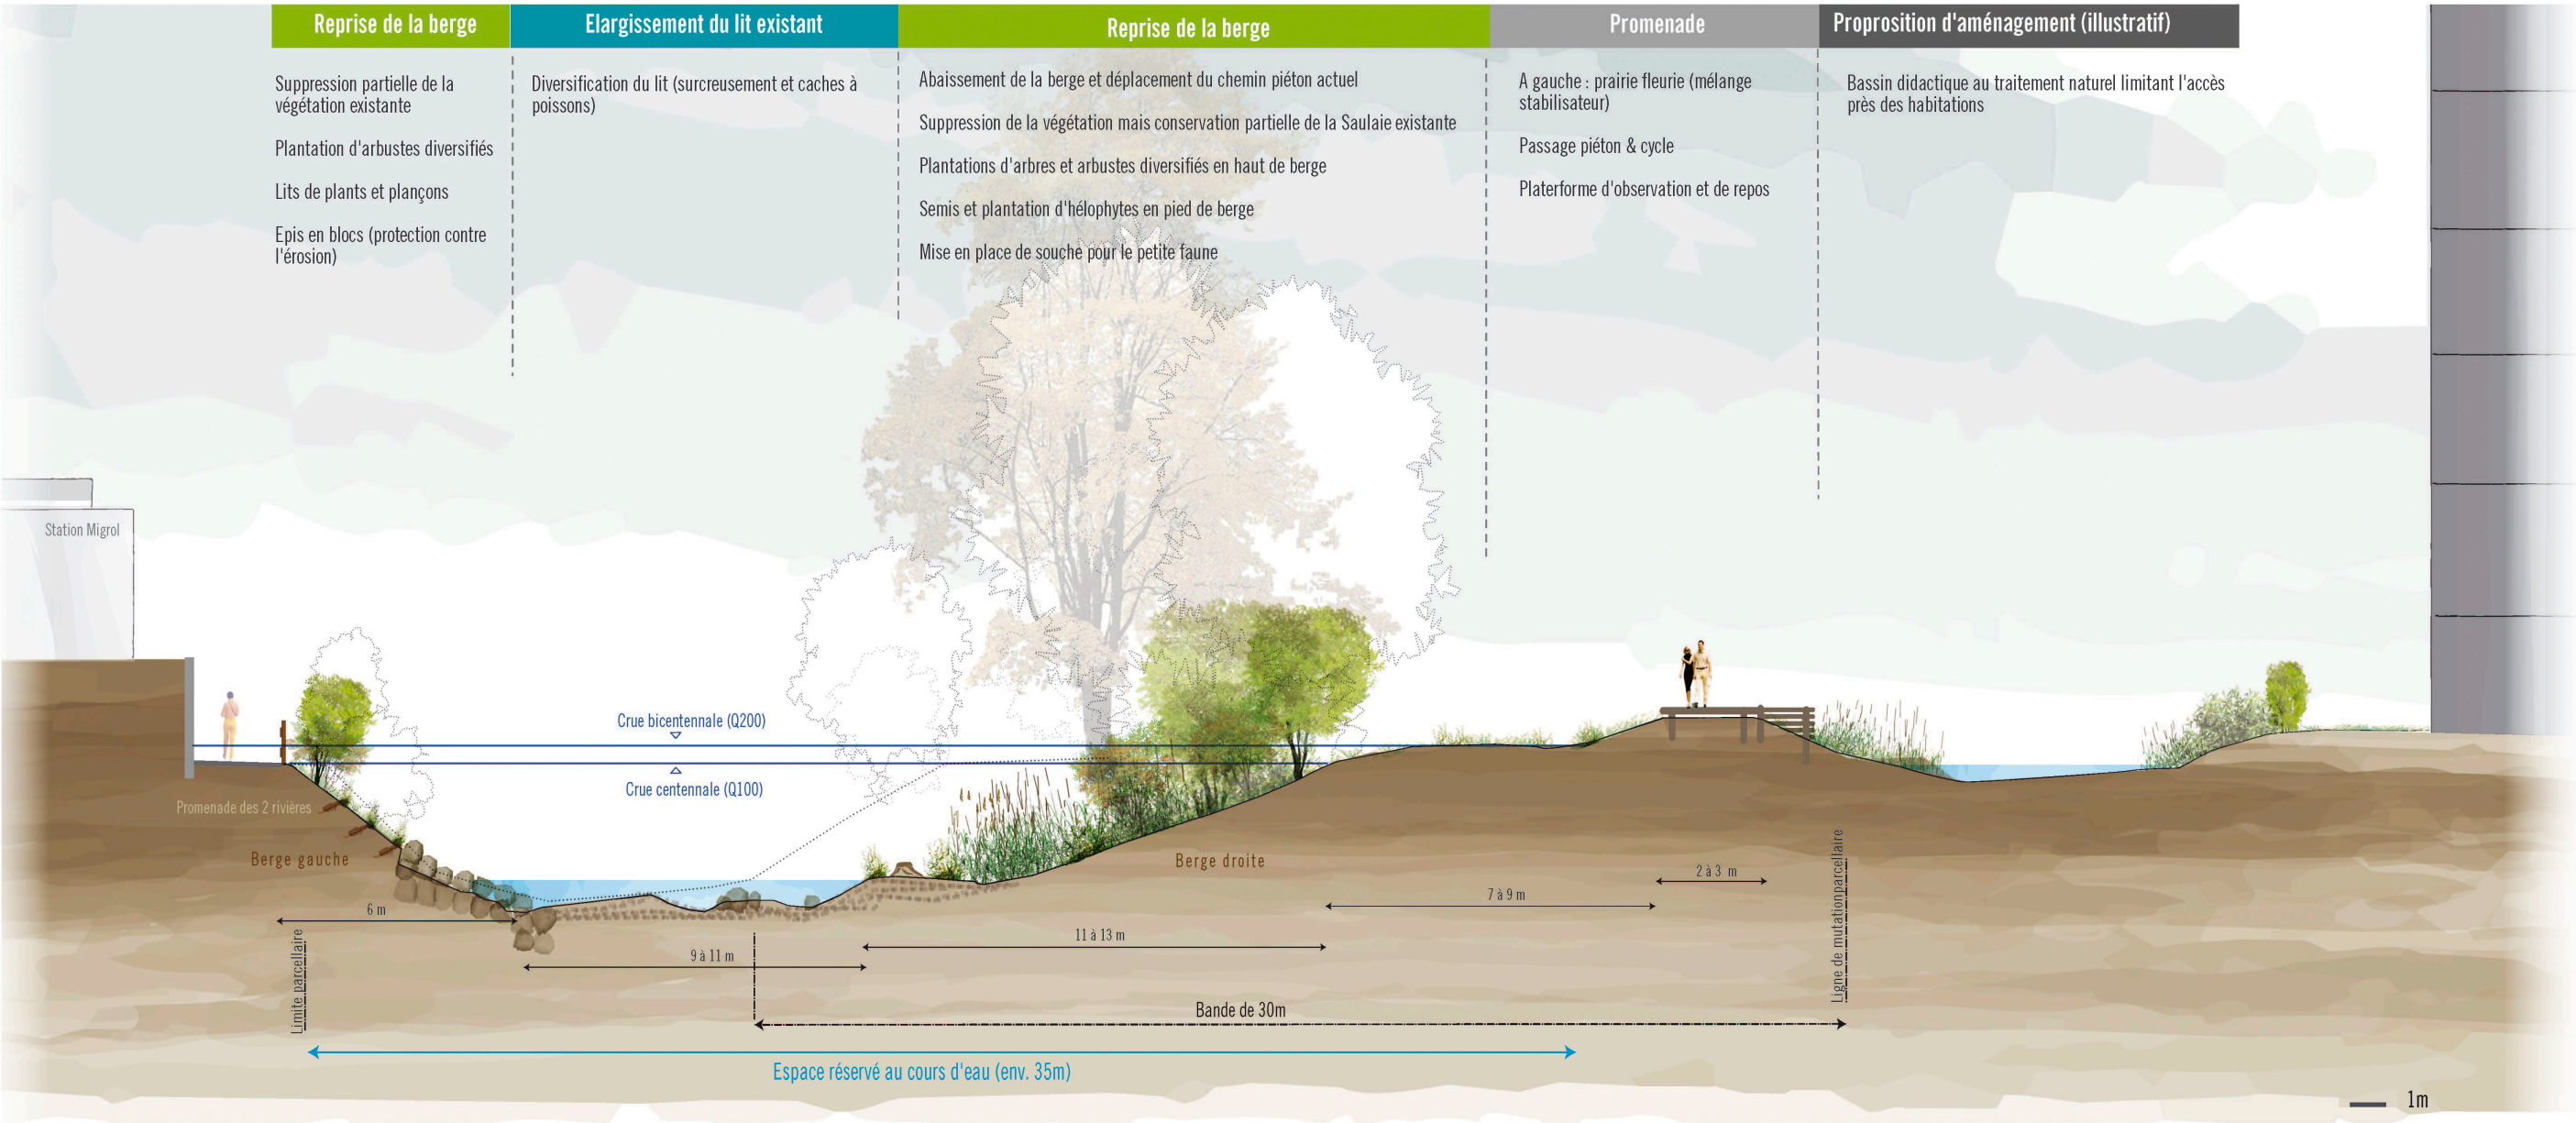 Reprise de la berge
Elargissement du lit existant
Reprise de la berge
Promenade
Proprosition d'aménagement (illustratif)
Suppression partielle de la
végétation existante
Plantation d'arbustes diversifiés
Lits de plants et plançons
Epis en blocs (protection contre
l'érosion)
Diversification du lit (surcreusement et caches à
poissons)
Abaissement de la berge et déplacement du chemin piéton actuel
Suppression de la végétation mais conservation partielle de la Saulaie existante
Plantations d'arbres et arbustes diversifiés en haut de berge
Semis et plantation d'hélophytes en pied de berge
Mise en place de souche pour le petite faune
A gauche : prairie fleurie (mélange
stabilisateur)
Passage piéton & cycle
Platerforme d'observation et de repos
Bassin didactique au traitement naturel limitant l'accès
près des habitations
Station Migrol
Crue bicentennale (Q200)
Crue centennale (Q100)
Promenade des 2 rivières
Berge gauche
Berge droite
6 m
9 à 11 m
11 à 13 m
7 à 9 m
2 à 3 m
Limite parcellaire
Ligne de mutation parcellaire
Bande de 30m
Espace réservé au cours d'eau (env. 35m)
1m